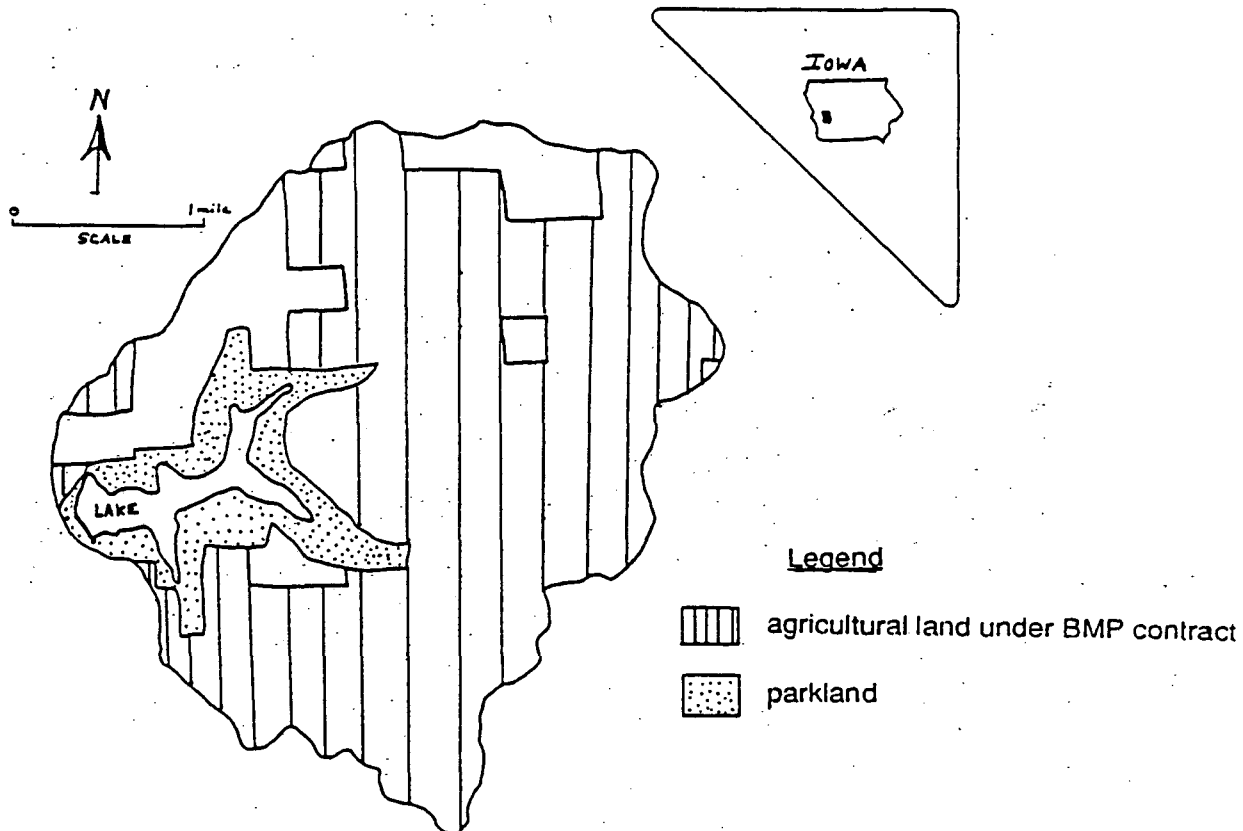 IOWA
N
0 1 mile
SCALE
LAKE
Legend
agricultural land under BMP contract
parkland